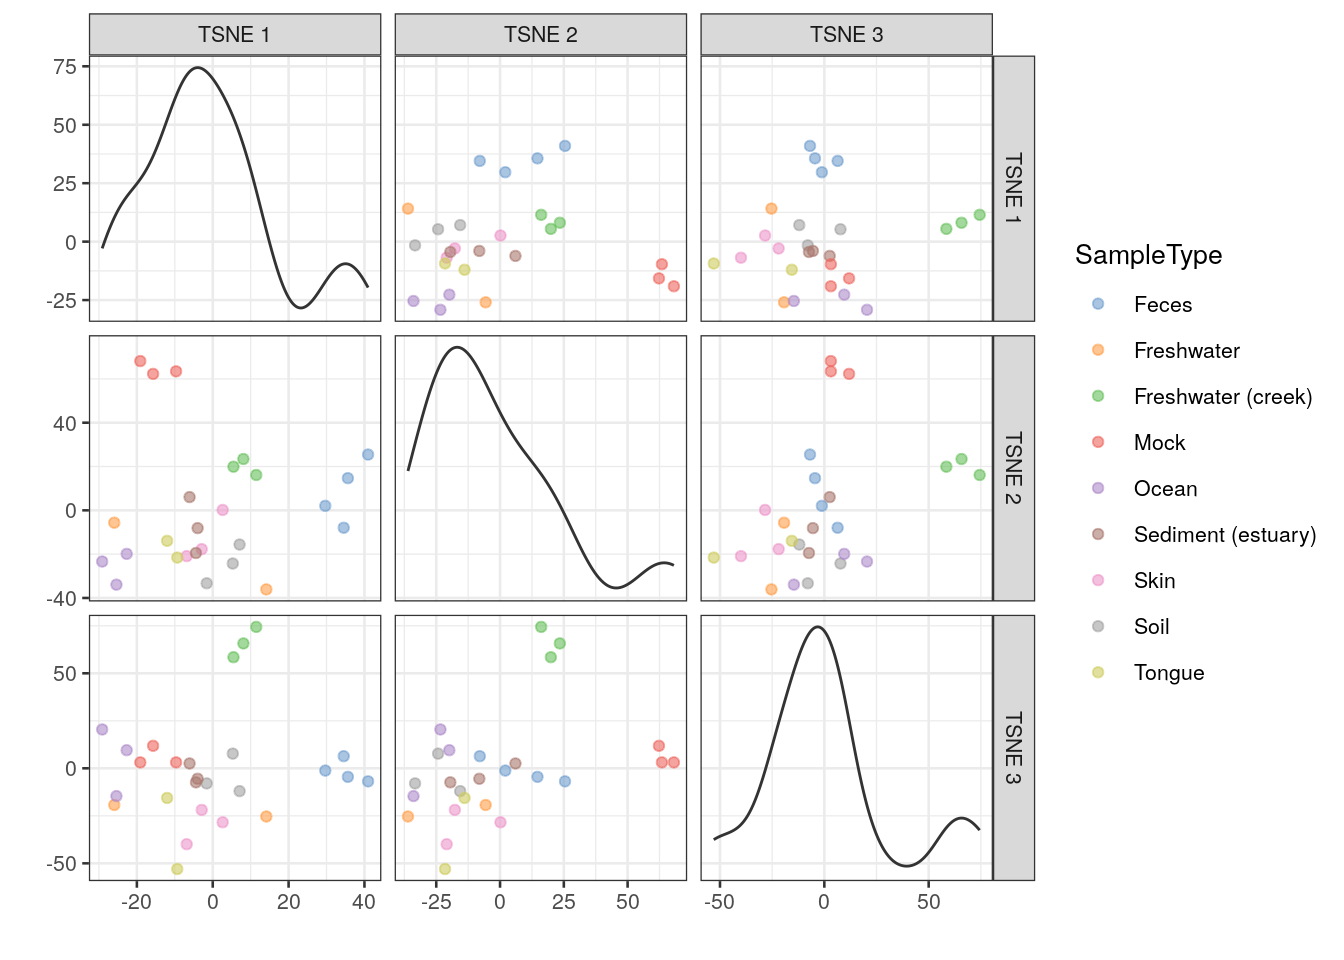 TSNE 1
TSNE 2
TSNE 3
75
50
25
0
-25
TSNE 1
40
0
-40
TSNE 2
50
0
-50
TSNE 3
-20
0
20
40
-25
0
25
50
-50
0
50
SampleType
Feces
Freshwater
Freshwater (creek)
Mock
Ocean
Sediment (estuary)
Skin
Soil
Tongue